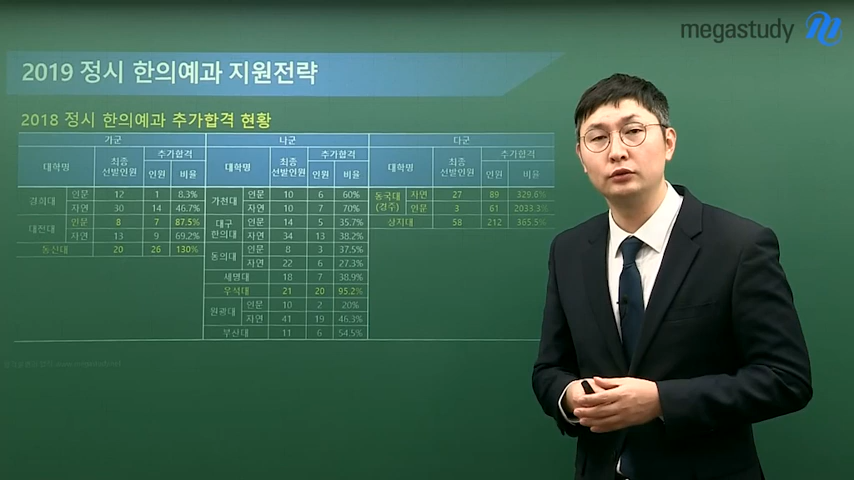 megastudy
2019 정시 한의예과 지원전략
2018 정시 한의예과 추가합격 현황
가군 나군 다군
대학명 최종 선발인원 추가합격 인원 비율 대학명 최종 선발인원 추가합격 인원 비율 대학명 최종 선발인원 추가합격 인원 비율
경희대 인문 12 1 8.3% 가천대 인문 10 6 60% 동국대 (경주) 자연 27 89 329.6%
자연 30 14 46.7% 자연 10 7 70% 인문 3 61 2033.3%
대전대 인문 8 7 87.5% 대구 한의대 인문 14 5 35.7% 상지대 58 212 365.5%
자연 13 9 69.2% 자연 34 13 38.2%
동신대 20 26 130% 동의대 인문 8 3 37.5%
자연 22 6 27.3%
세명대 18 7 38.9%
우석대 21 20 95.2%
원광대 인문 10 2 20%
자연 41 19 46.3%
부산대 11 6 54.5%